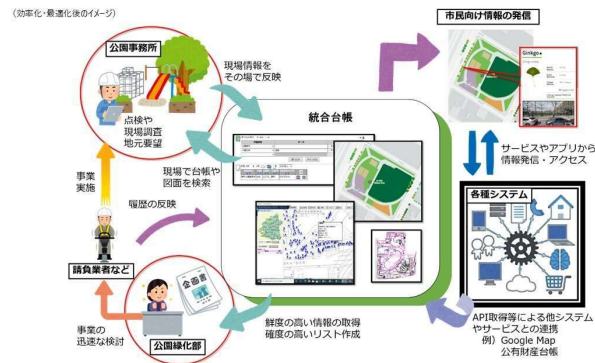 （効率化・最適化後のイメージ）
公園事務所
現場情報を
その場で反映
点検や
現場調査
地元要望
事業
実施
現場で台帳や
図面を検索
履歴の反映
請負業者など
企画書
事業の
迅速な検討
公園緑化部
統合台帳
鮮度の高い情報の取得
確度の高いリスト作成
市民向け情報の発信
Ginkgo
サービスやアプリから
情報発信・アクセス
各種システム
API取得等による他システム
やサービスとの連携
例）Google Map
公有財産台帳